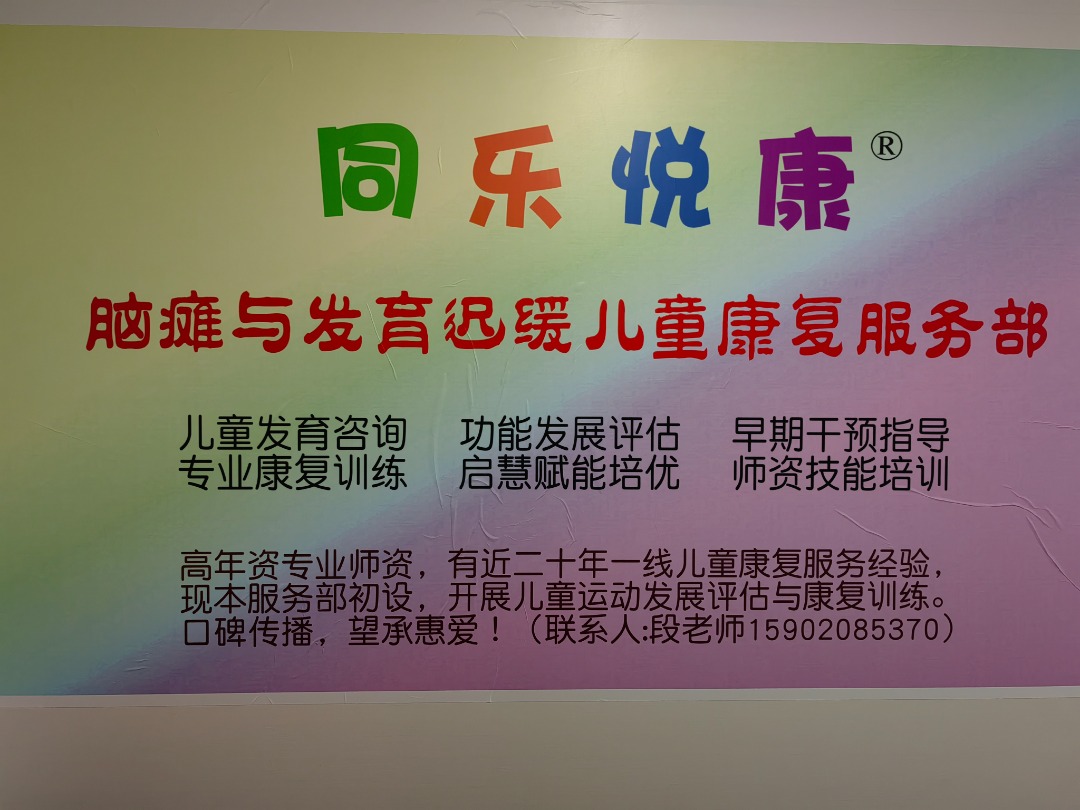 同乐悦康®
脑瘫与发育迟缓儿童康复服务部
儿童发育咨询 功能发展评估 早期干预指导
专业康复训练 启慧赋能培优 师资技能培训
高年资专业师资，有近二十年一线儿童康复服务经验，
现本服务部初设，开展儿童运动发展评估与康复训练。
口碑传播，望承惠爱！（联系人:段老师15902085370）